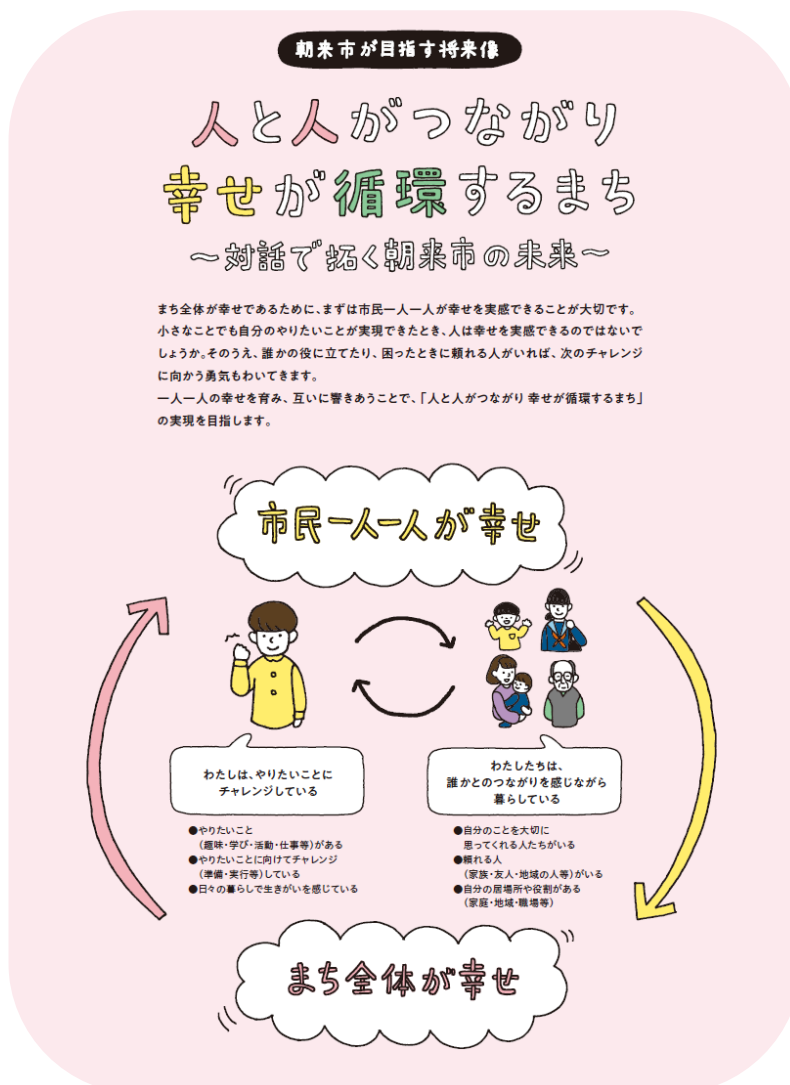 朝来市が目指す将来像
人と人がつながり
幸せが循環するまち
〜対話で拓く朝来市の未来〜
まち全体が幸せであるために、まずは市民一人一人が幸せを実感できることが大切です。
小さなことでも自分のやりたいことが実現できたとき、人は幸せを実感できるのではないで
しょうか。そのうえ、誰かの役に立てたり、困ったときに頼れる人がいれば、次のチャレンジ
に向かう勇気もわいてきます。
一人一人の幸せを育み、互いに響きあうことで、「人と人がつながり 幸せが循環するまち」
の実現を目指します。
市民一人一人が幸せ
わたしは、やりたいことに
チャレンジしている
●やりたいこと
（趣味・学び・活動・仕事等）がある
●やりたいことに向けてチャレンジ
（準備・実行等）している
●日々の暮らしで生きがいを感じている
わたしたちは、
誰かとのつながりを感じながら
暮らしている
●自分のことを大切に
思ってくれる人たちがいる
●頼れる人
（家族・友人・地域の人等）がいる
●自分の居場所や役割がある
（家庭・地域・職場等）
まち全体が幸せ